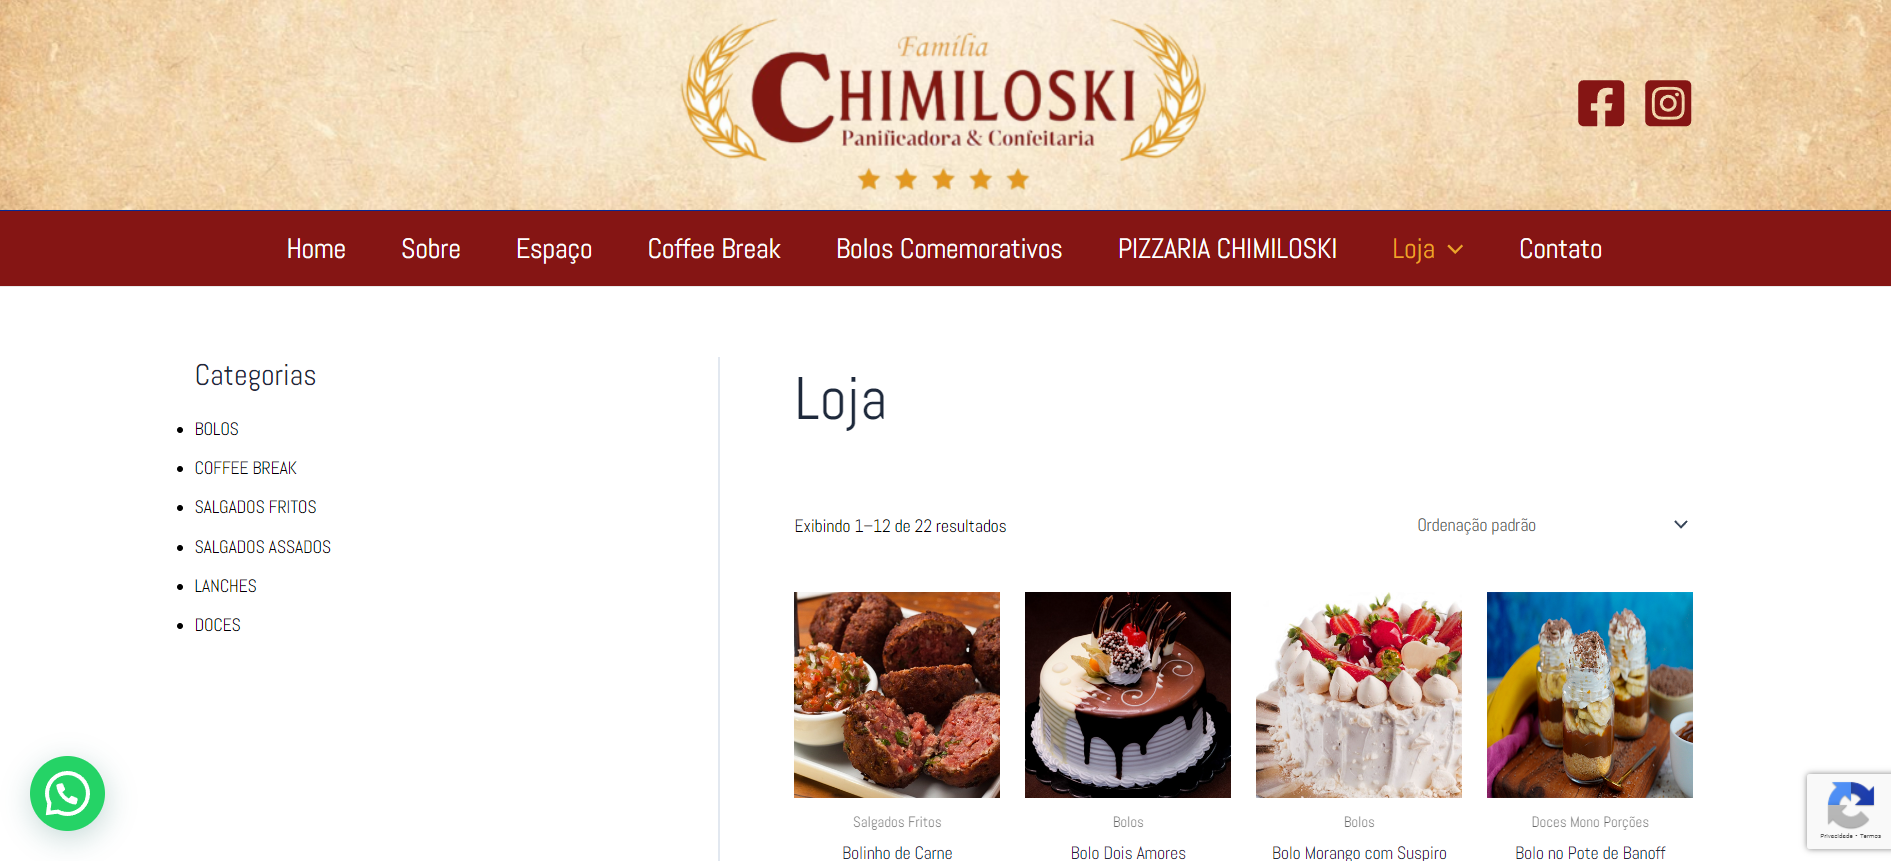 Família
CHIMILOSKI
Panificadora & Confeitaria
Home Sobre Espaço Coffee Break Bolos Comemorativos PIZZARIA CHIMILOSKI Loja Contato
Categorias
BOLOS
COFFEE BREAK
SALGADOS FRITOS
SALGADOS ASSADOS
LANCHES
DOCES
Loja
Exibindo 1–12 de 22 resultados
Ordenação padrão
Salgados Fritos
Bolinho de Carne
Bolos
Bolo Dois Amores
Bolos
Bolo Morango com Suspiro
Doces Mono Porções
Bolo no Pote de Banoff
Privacidade - Termos